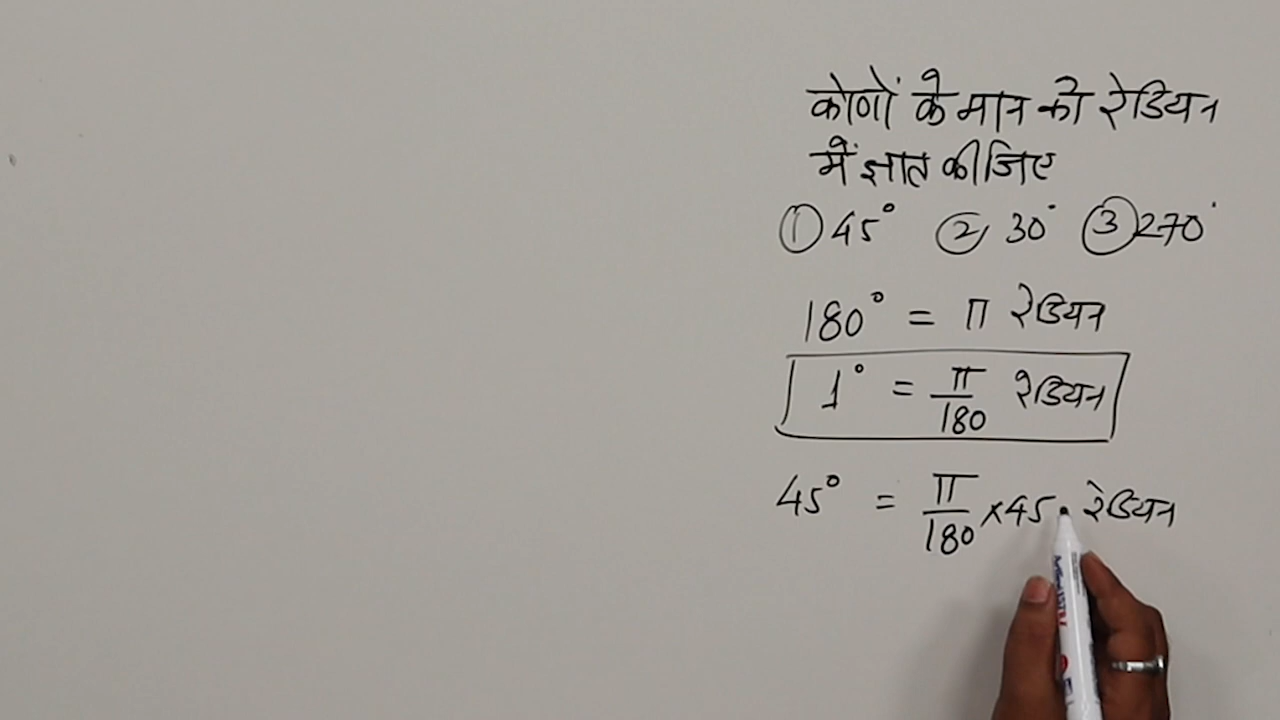 कोणों के मान को रेडियन
में ज्ञात कीजिए
① 45° ② 30° ③ 270°
180° = π रेडियन
1° = π/180 रेडियन
45° = π/180 × 45 रेडियन